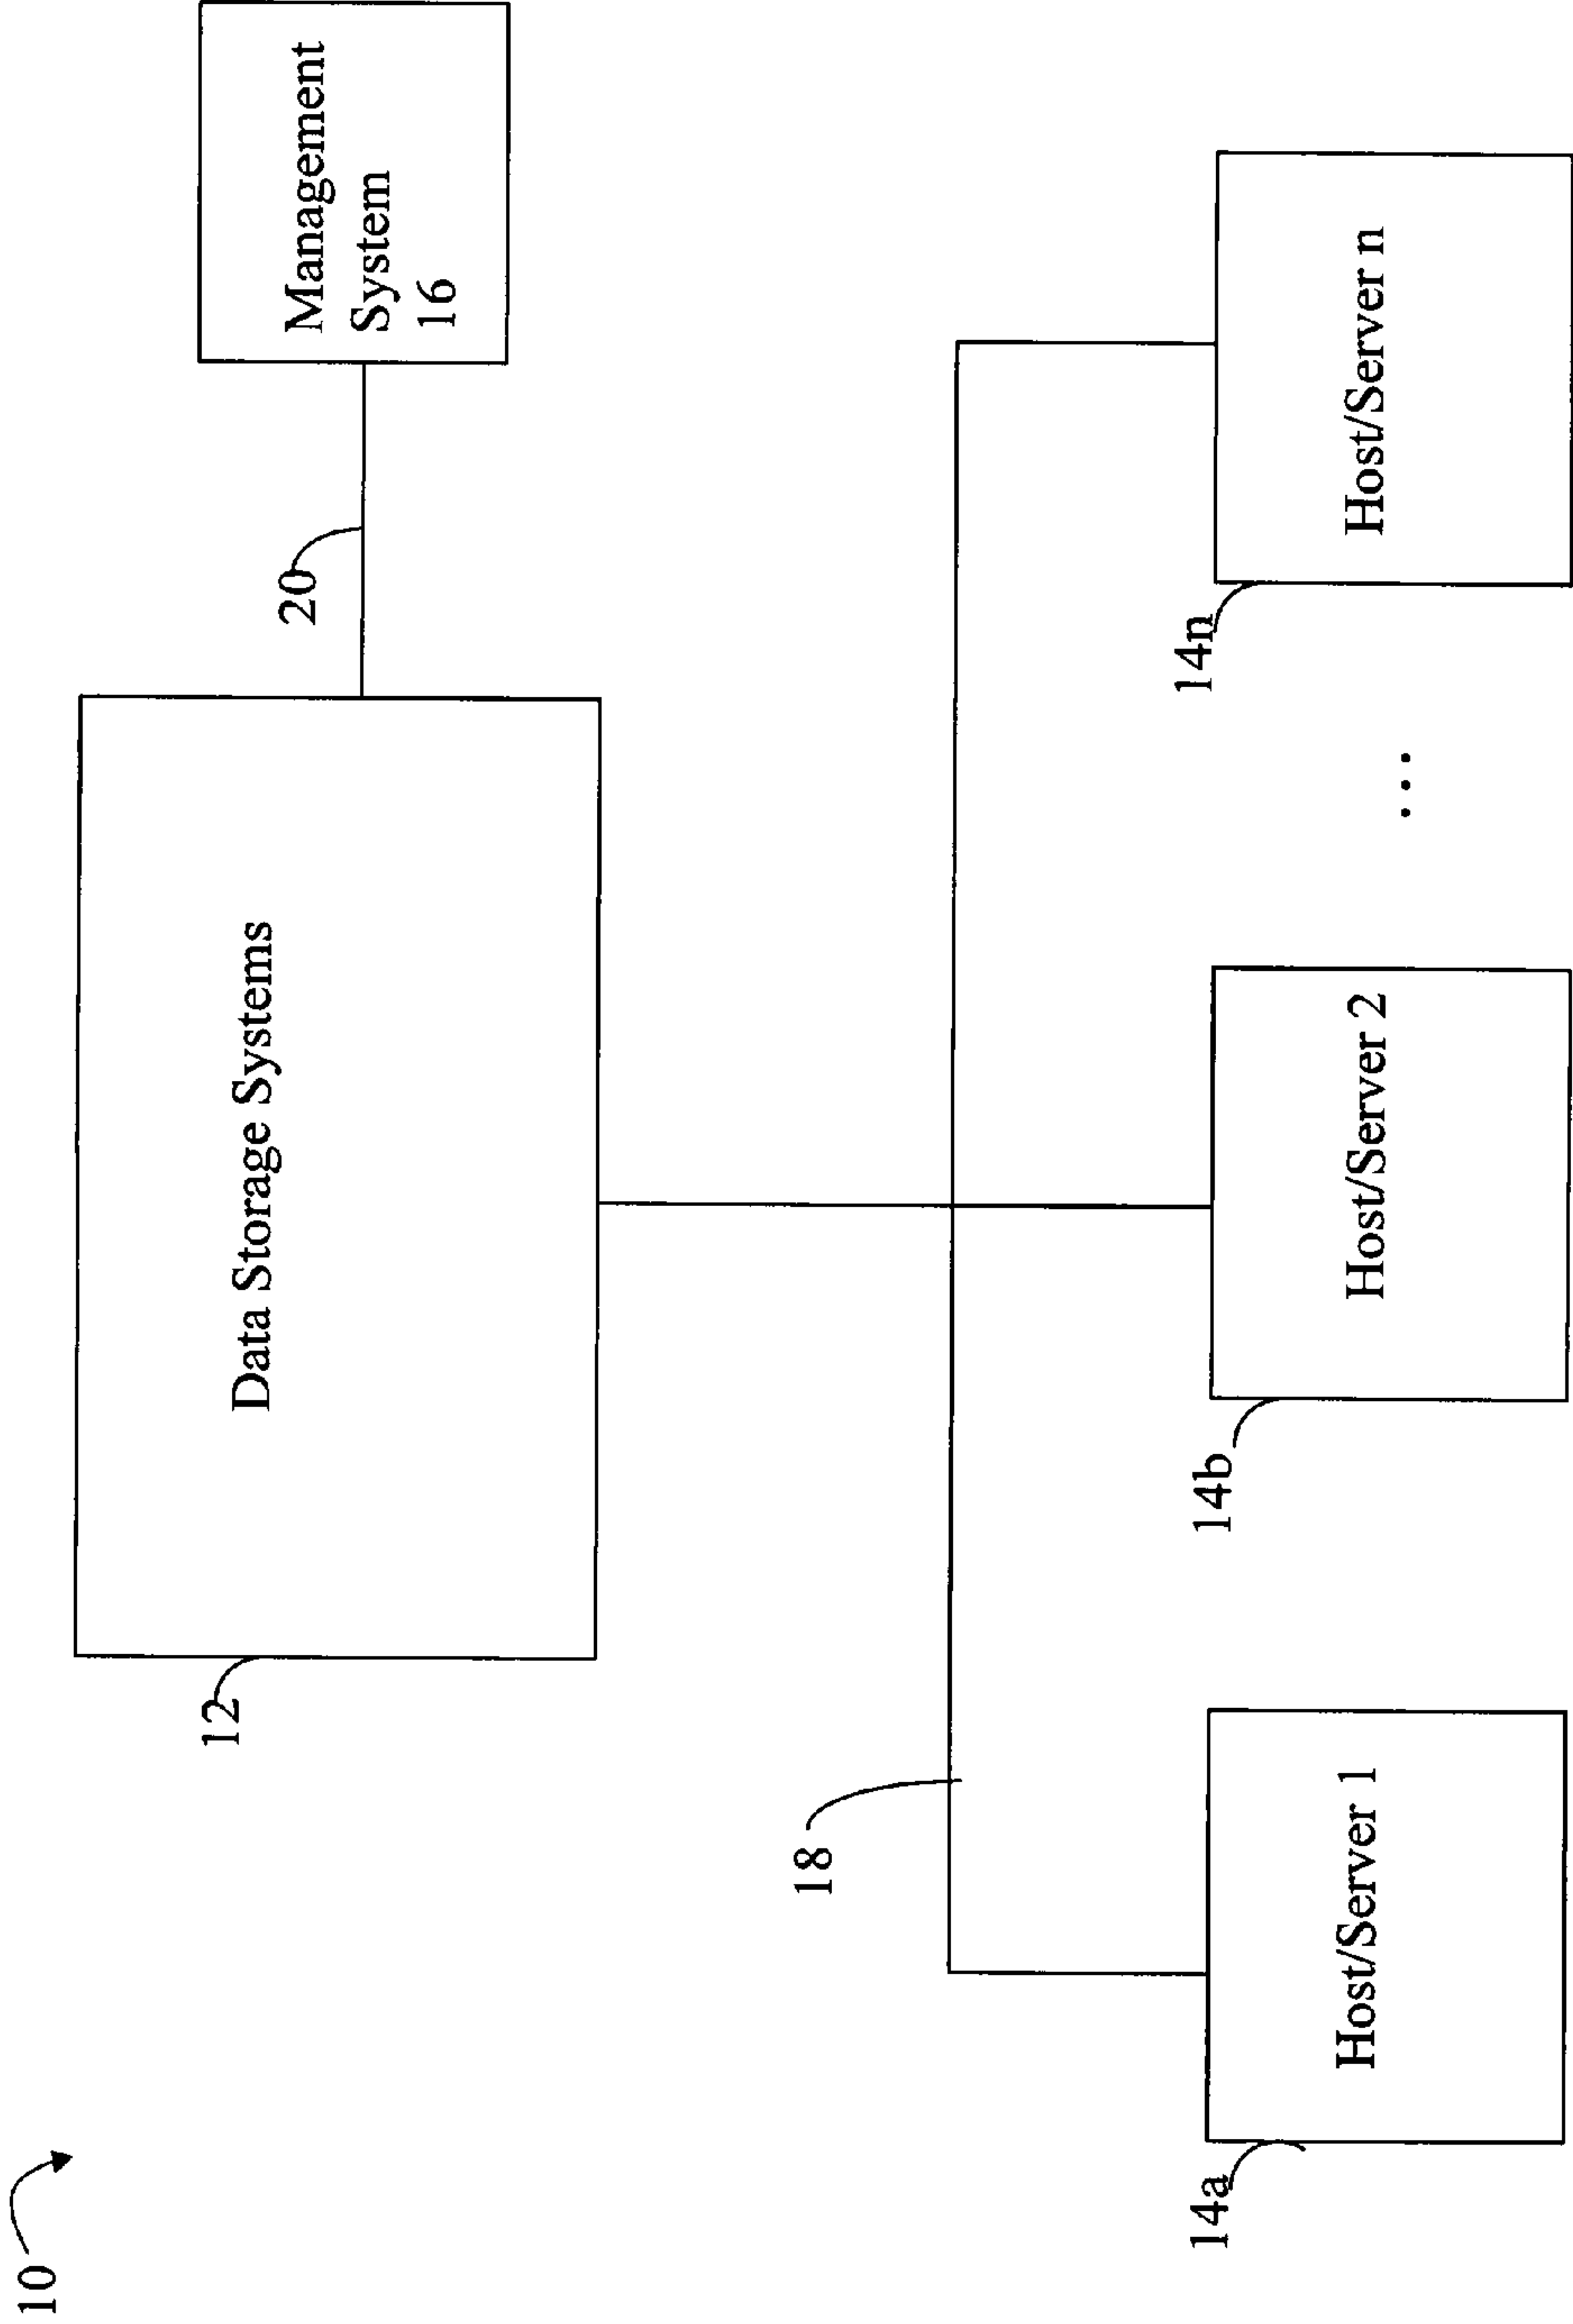 10
12
Data Storage Systems
20
Management
System
16
18
14a
Host/Server 1
14b
Host/Server 2
...
14n
Host/Server n